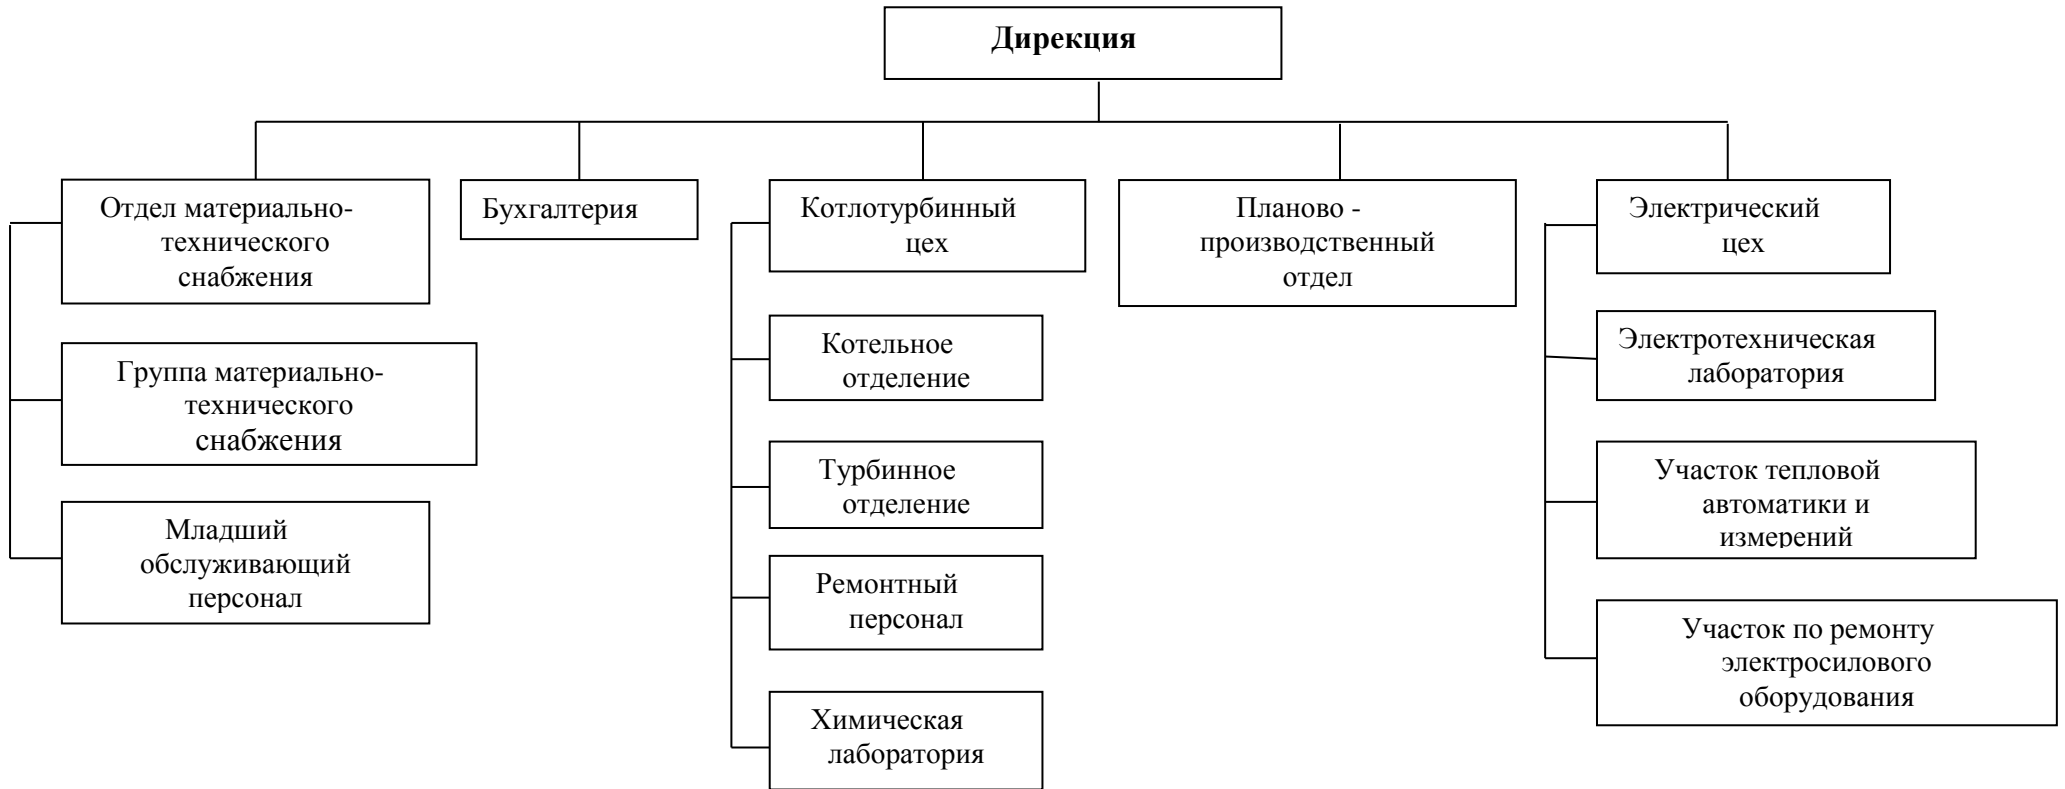 Дирекция
Отдел материально-
технического
снабжения
Бухгалтерия
Котлотурбинный
цех
Планово -
производственный
отдел
Электрический
цех
Группа материально-
технического
снабжения
Младший
обслуживающий
персонал
Котельное
отделение
Турбинное
отделение
Ремонтный
персонал
Химическая
лаборатория
Электротехническая
лаборатория
Участок тепловой
автоматики и
измерений
Участок по ремонту
электросилового
оборудования